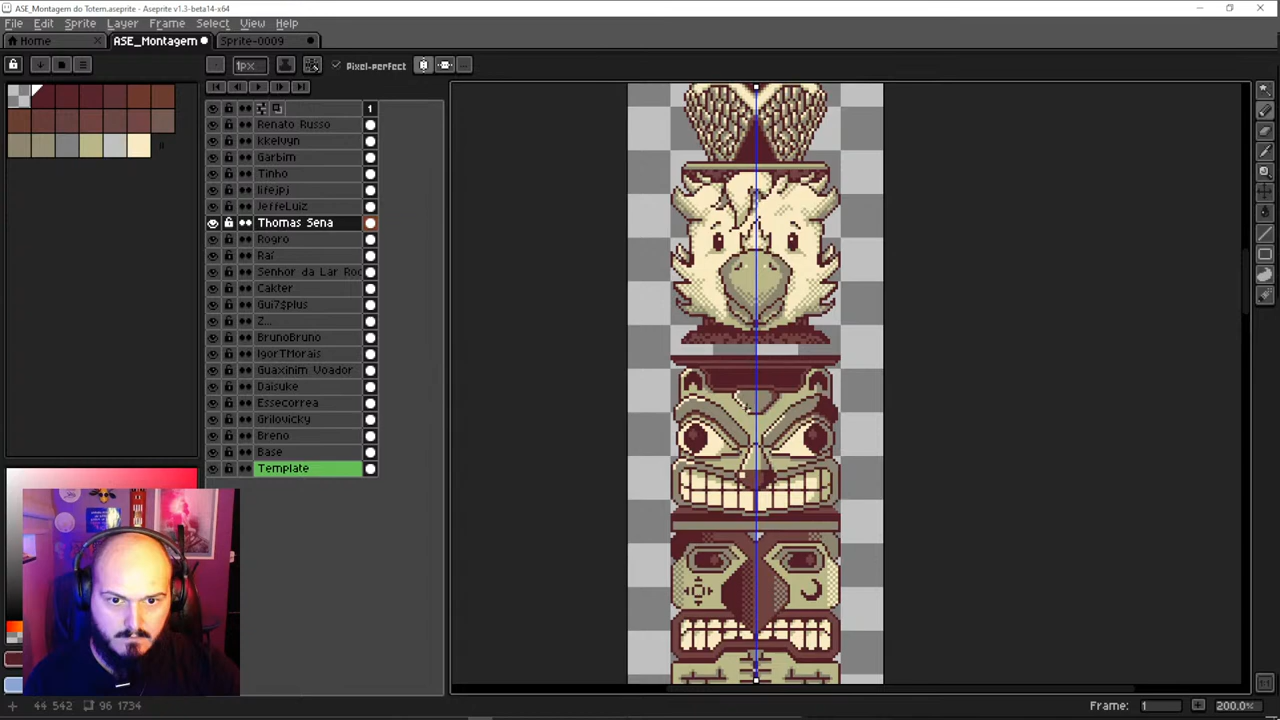 ASE_Montagem do Totem.aseprite - Aseprite v1.3-beta14-x64
File Edit Sprite Layer Frame Select View Help
Home ASE_Montagem Sprite-0009
1px Pixel-perfect
1
Renato Russo
kkelvyn
Garbim
Tinho
lifejpj
JeffeLuiz
Thomas Sena
Rogro
Raí
Senhor da Lar Roc
Cakter
Gui7$plus
Z...
BrunoBruno
IgorTMorais
Guaxinim Voador
Daisuke
Essecorrea
Grilovicky
Breno
Base
Template
44 542 96 1734
Frame: 1 200.0%